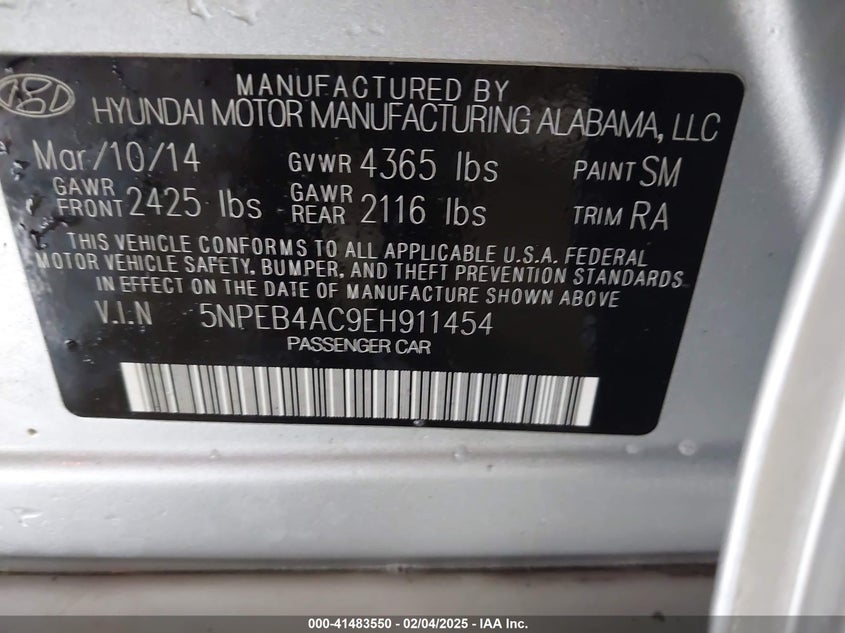 MANUFACTURED BY
HYUNDAI MOTOR MANUFACTURING ALABAMA, LLC
Mar/10/14 GVWR 4365 lbs PAINT SM
GAWR FRONT 2425 lbs GAWR REAR 2116 lbs TRIM RA
THIS VEHICLE CONFORMS TO ALL APPLICABLE U.S.A. FEDERAL
MOTOR VEHICLE SAFETY, BUMPER, AND THEFT PREVENTION STANDARDS
IN EFFECT ON THE DATE OF MANUFACTURE SHOWN ABOVE
V.I.N 5NPEB4AC9EH911454
PASSENGER CAR
000-41483550 - 02/04/2025 - IAA Inc.